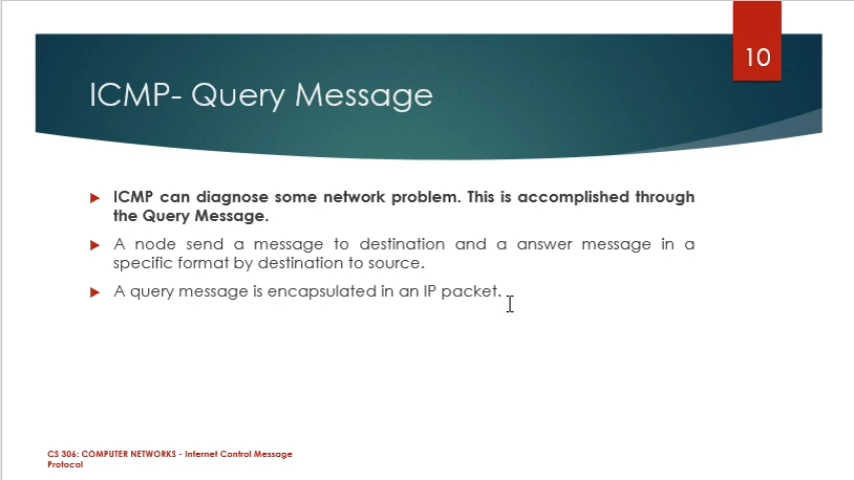 10
ICMP- Query Message
ICMP can diagnose some network problem. This is accomplished through
the Query Message.
A node send a message to destination and a answer message in a
specific format by destination to source.
A query message is encapsulated in an IP packet.
CS 306: COMPUTER NETWORKS - Internet Control Message
Protocol